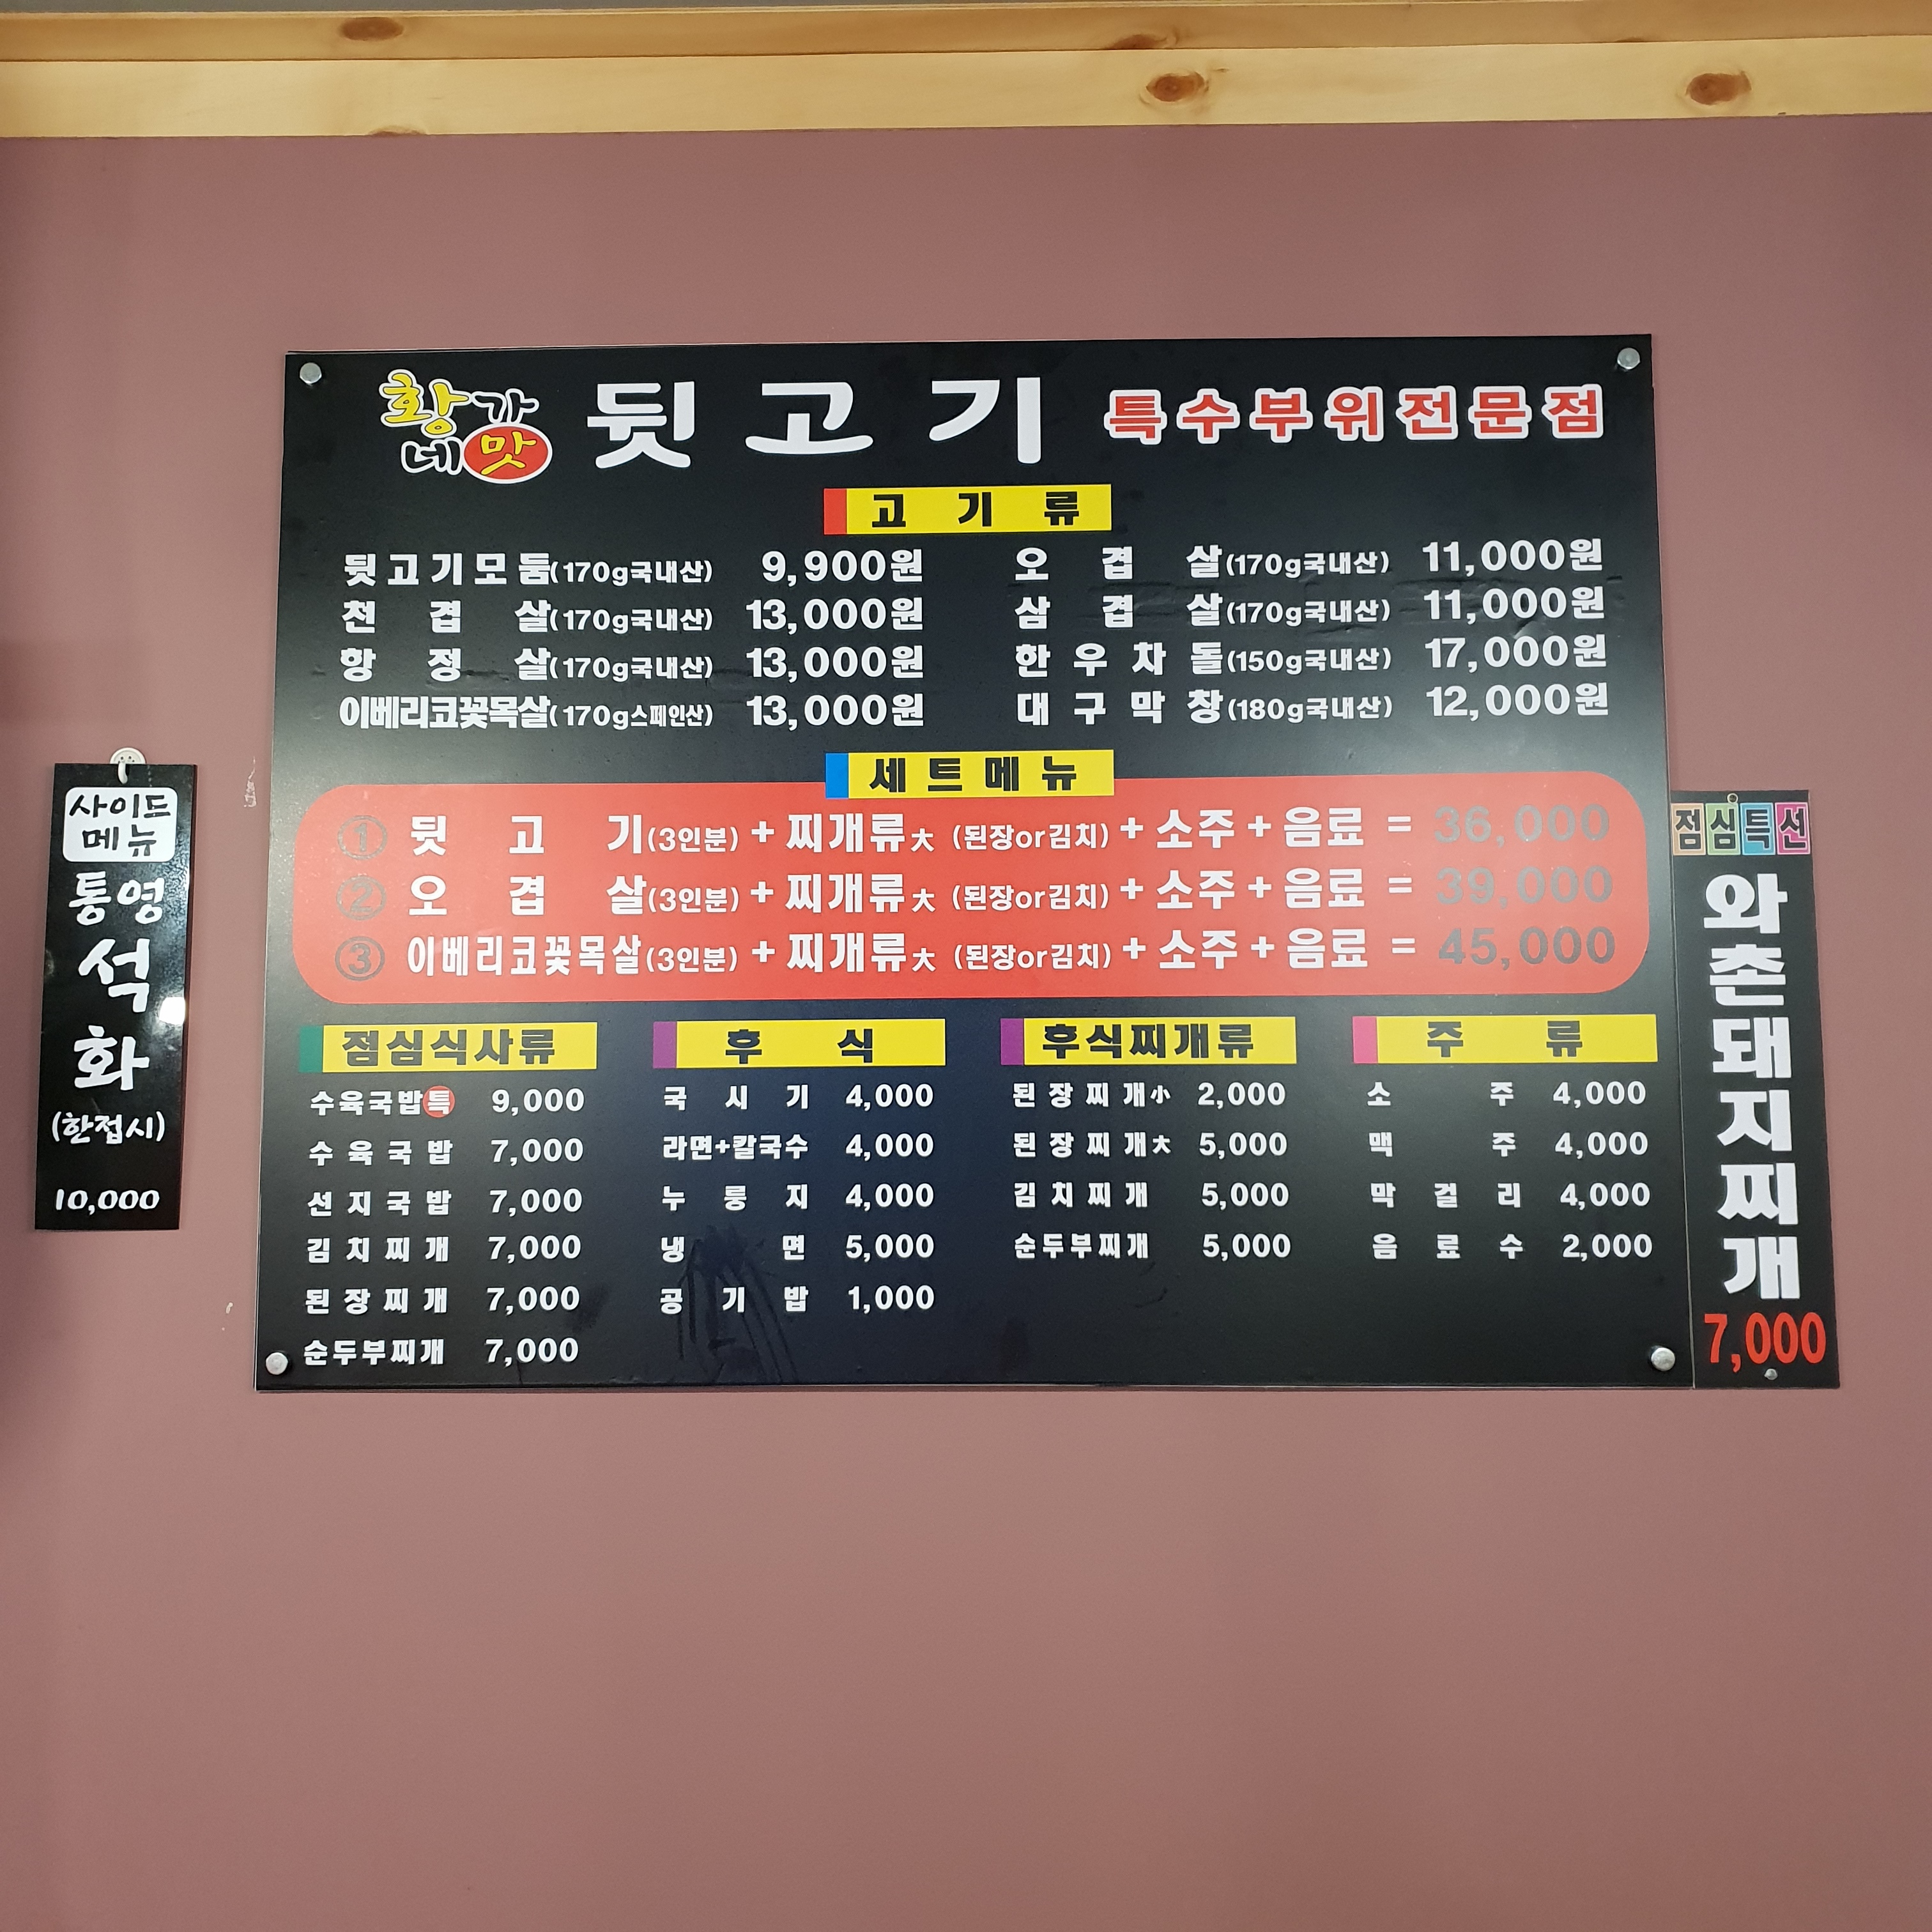 황가네맛 뒷고기 특수부위전문점
고기류
뒷고기모둠(170g국내산) 9,900원 오겹살(170g국내산) 11,000원
천겹살(170g국내산) 13,000원 삼겹살(170g국내산) 11,000원
항정살(170g국내산) 13,000원 한우차돌(150g국내산) 17,000원
이베리코꽃목살(170g스페인산) 13,000원 대구막창(180g국내산) 12,000원
세트메뉴
① 뒷고기(3인분) + 찌개류大 (된장or김치) + 소주 + 음료 = 36,000
② 오겹살(3인분) + 찌개류大 (된장or김치) + 소주 + 음료 = 39,000
③ 이베리코꽃목살(3인분) + 찌개류大 (된장or김치) + 소주 + 음료 = 45,000
점심식사류
수육국밥특 9,000
수육국밥 7,000
선지국밥 7,000
김치찌개 7,000
된장찌개 7,000
순두부찌개 7,000
후식
국시기 4,000
라면+칼국수 4,000
누룽지 4,000
냉면 5,000
공기밥 1,000
후식찌개류
된장찌개小 2,000
된장찌개大 5,000
김치찌개 5,000
순두부찌개 5,000
주류
소주 4,000
맥주 4,000
막걸리 4,000
음료수 2,000
사이드
메뉴
통영
석
화
(한접시)
10,000
점심특선
와촌돼지찌개
7,000